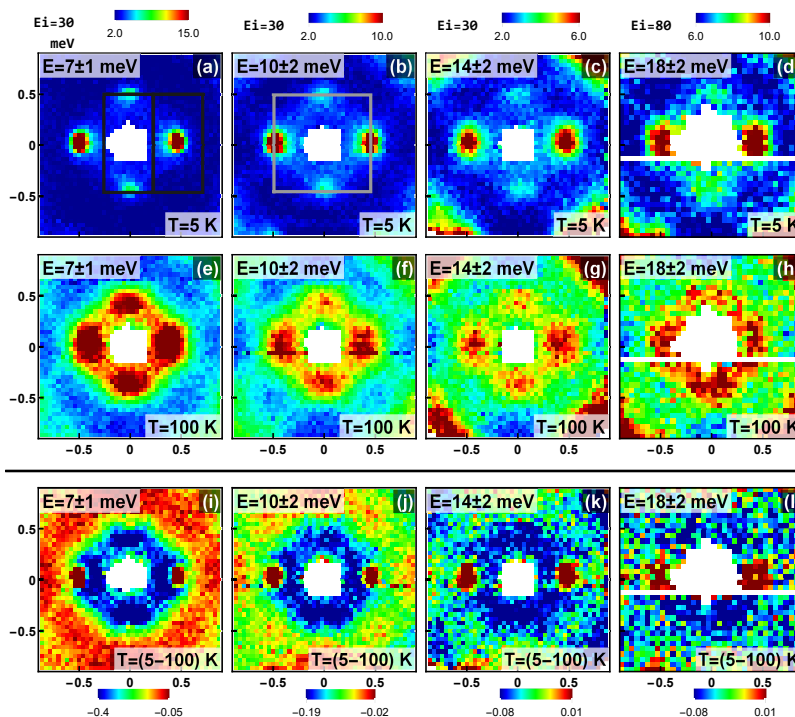 Ei=30 meV 2.0 15.0 Ei=30 2.0 10.0 Ei=30 2.0 6.0 Ei=80 6.0 10.0
E=7±1 meV (a) E=10±2 meV (b) E=14±2 meV (c) E=18±2 meV (d)
0.5
0
−0.5
T=5 K T=5 K T=5 K T=5 K
E=7±1 meV (e) E=10±2 meV (f) E=14±2 meV (g) E=18±2 meV (h)
0.5
0
−0.5
T=100 K T=100 K T=100 K T=100 K
−0.5 0 0.5 −0.5 0 0.5 −0.5 0 0.5 −0.5 0 0.5
E=7±1 meV (i) E=10±2 meV (j) E=14±2 meV (k) E=18±2 meV (l
0.5
0
−0.5
T=(5−100) K T=(5−100) K T=(5−100) K T=(5−100) K
−0.5 0 0.5 −0.5 0 0.5 −0.5 0 0.5 −0.5 0 0.5
−0.4 −0.05 −0.19 −0.02 −0.08 0.01 −0.08 0.01